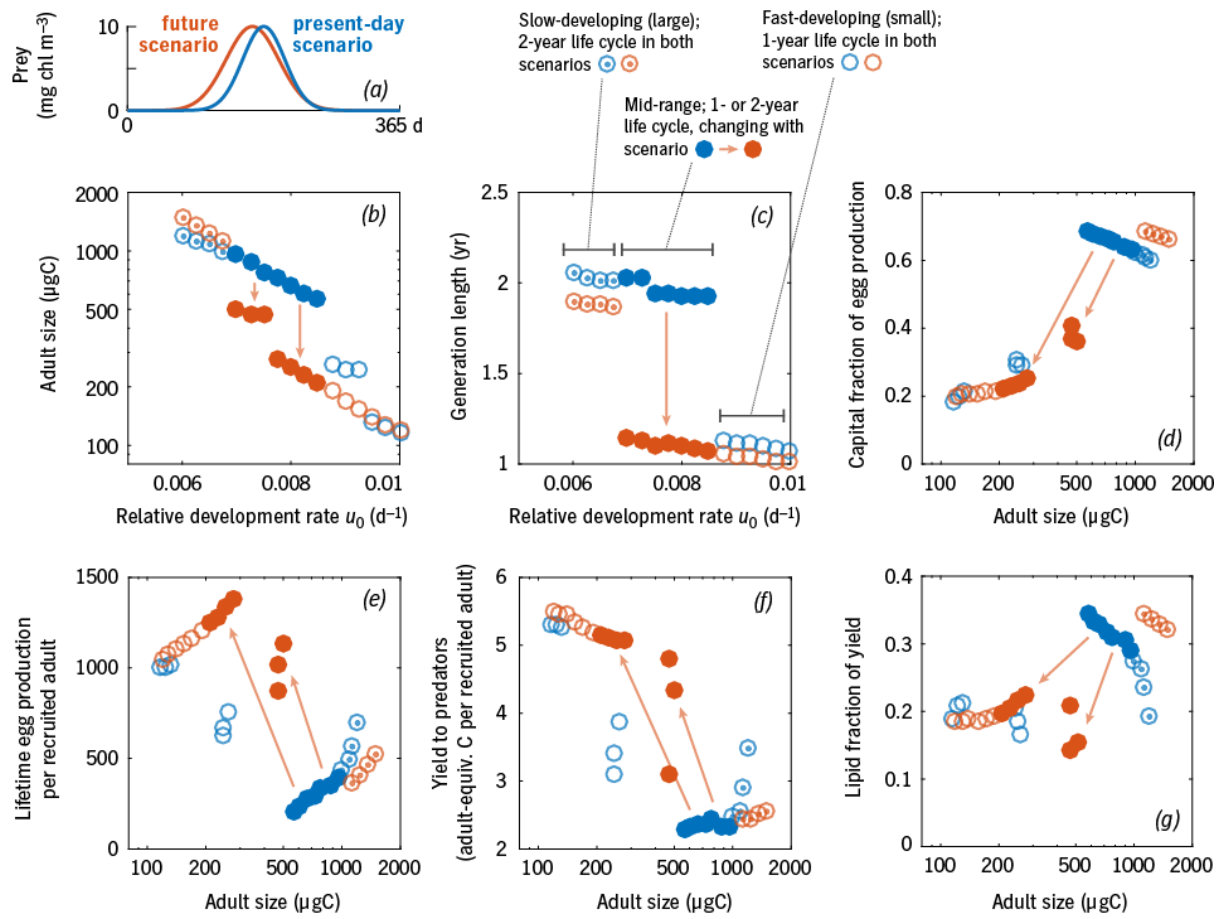 future
scenario
present-day
scenario
Prey
(mg chl m⁻³)
10
0
0
365 d
(a)
Slow-developing (large);
2-year life cycle in both
scenarios
Fast-developing (small);
1-year life cycle in both
scenarios
Mid-range; 1- or 2-year
life cycle, changing with
scenario
(b)
Adult size (µgC)
2000
1000
500
200
100
0.006
0.008
0.01
Relative development rate u₀ (d⁻¹)
(c)
Generation length (yr)
2.5
2
1.5
1
0.006
0.008
0.01
Relative development rate u₀ (d⁻¹)
(d)
Capital fraction of egg production
0.8
0.6
0.4
0.2
0
100
200
500
1000
2000
Adult size (µgC)
(e)
Lifetime egg production
per recruited adult
1500
1000
500
0
100
200
500
1000
2000
Adult size (µgC)
(f)
Yield to predators
(adult-equiv. C per recruited adult)
6
5
4
3
2
100
200
500
1000
2000
Adult size (µgC)
(g)
Lipid fraction of yield
0.4
0.3
0.2
0.1
0
100
200
500
1000
2000
Adult size (µgC)